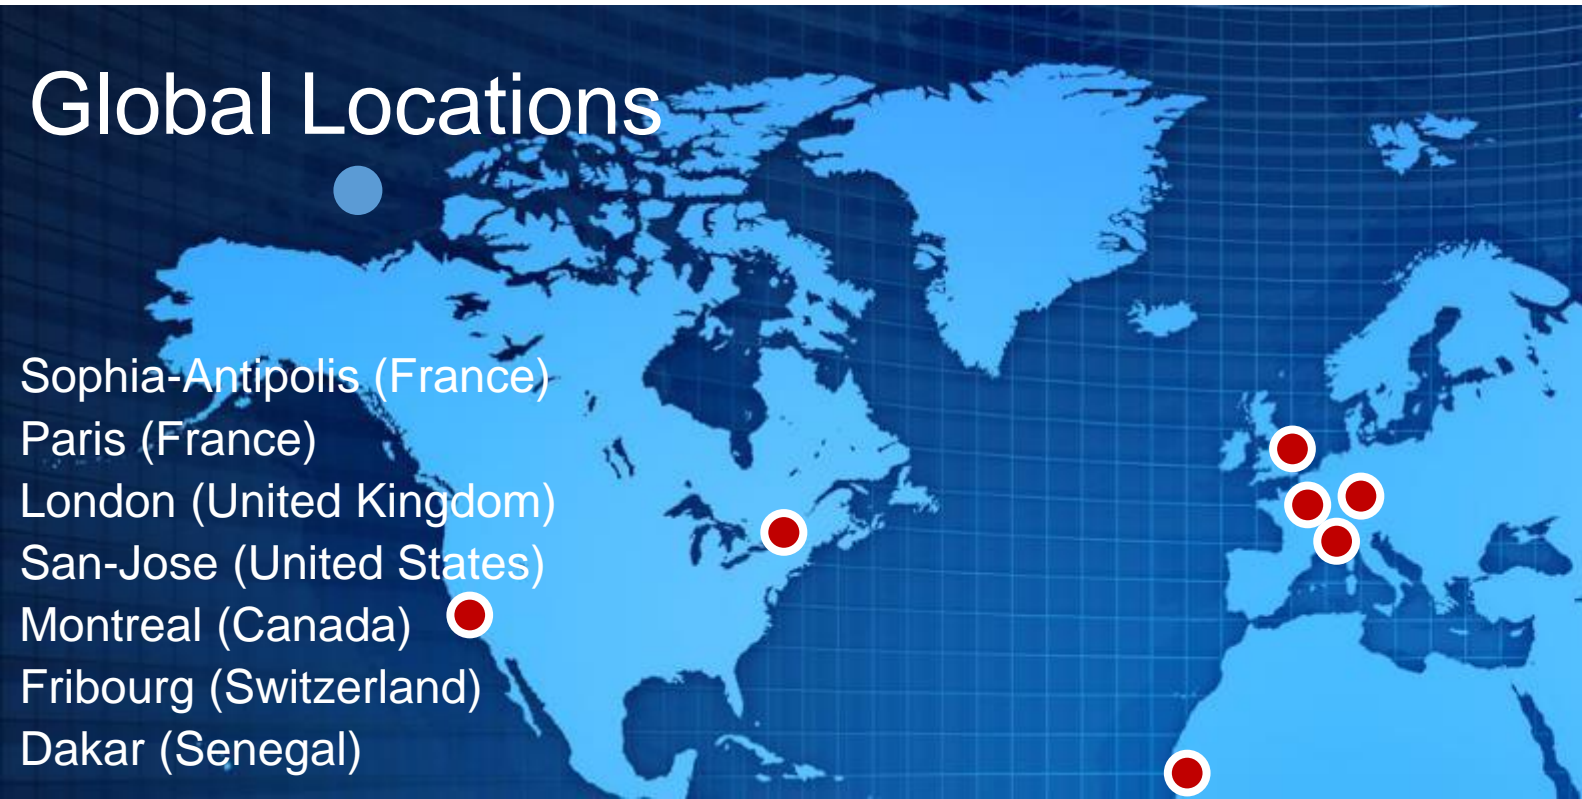 Global Locations
Sophia-Antipolis (France)
Paris (France)
London (United Kingdom)
San-Jose (United States)
Montreal (Canada)
Fribourg (Switzerland)
Dakar (Senegal)